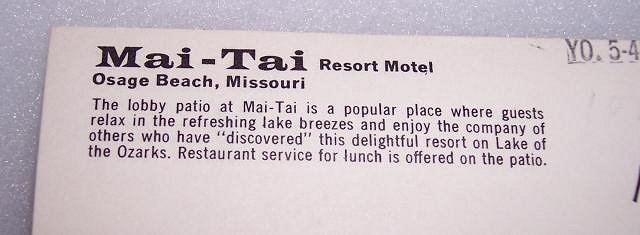 Mai-Tai Resort Motel
YO. 5-4
Osage Beach, Missouri
The lobby patio at Mai-Tai is a popular place where guests
relax in the refreshing lake breezes and enjoy the company of
others who have "discovered" this delightful resort on Lake of
the Ozarks. Restaurant service for lunch is offered on the patio.